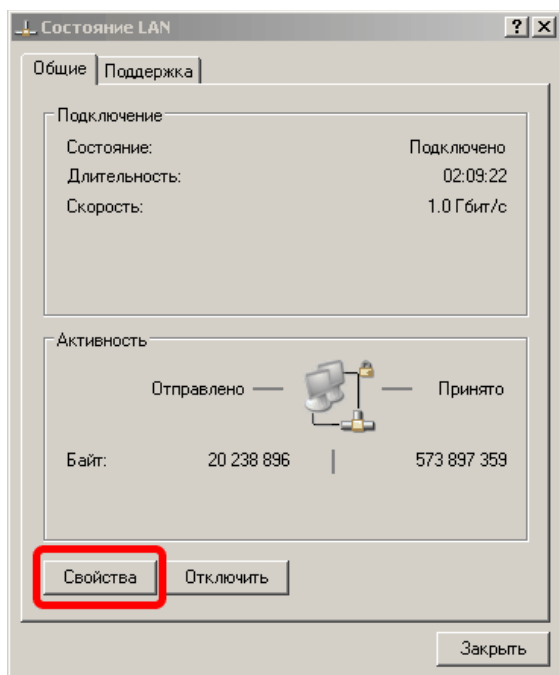 Состояние LAN
Общие Поддержка
Подключение
Состояние: Подключено
Длительность: 02:09:22
Скорость: 1.0 Гбит/с
Активность
Отправлено Принято
Байт: 20 238 896 573 897 359
Свойства Отключить
Закрыть